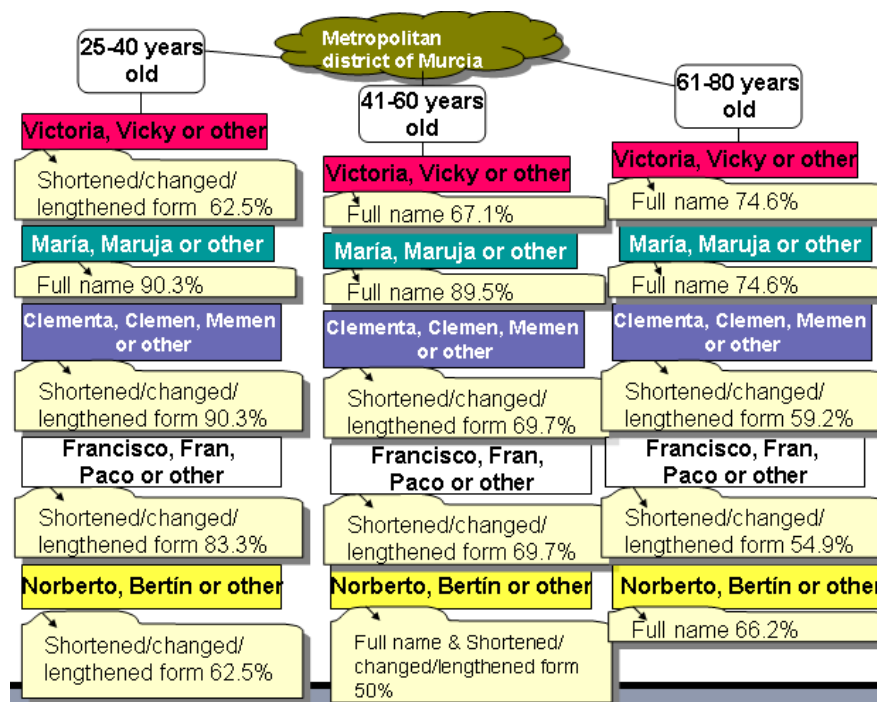 Metropolitan
district of Murcia
25-40 years
old
Victoria, Vicky or other
Shortened/changed/
lengthened form 62.5%
María, Maruja or other
Full name 90.3%
Clementa, Clemen, Memen
or other
Shortened/changed/
lengthened form 90.3%
Francisco, Fran,
Paco or other
Shortened/changed/
lengthened form 83.3%
Norberto, Bertín or other
Shortened/changed/
lengthened form 62.5%
41-60 years
old
Victoria, Vicky or other
Full name 67.1%
María, Maruja or other
Full name 89.5%
Clementa, Clemen, Memen
or other
Shortened/changed/
lengthened form 69.7%
Francisco, Fran,
Paco or other
Shortened/changed/
lengthened form 69.7%
Norberto, Bertín or other
Full name & Shortened/
changed/lengthened form
50%
61-80 years
old
Victoria, Vicky or other
Full name 74.6%
María, Maruja or other
Full name 74.6%
Clementa, Clemen, Memen
or other
Shortened/changed/
lengthened form 59.2%
Francisco, Fran,
Paco or other
Shortened/changed/
lengthened form 54.9%
Norberto, Bertín or other
Full name 66.2%